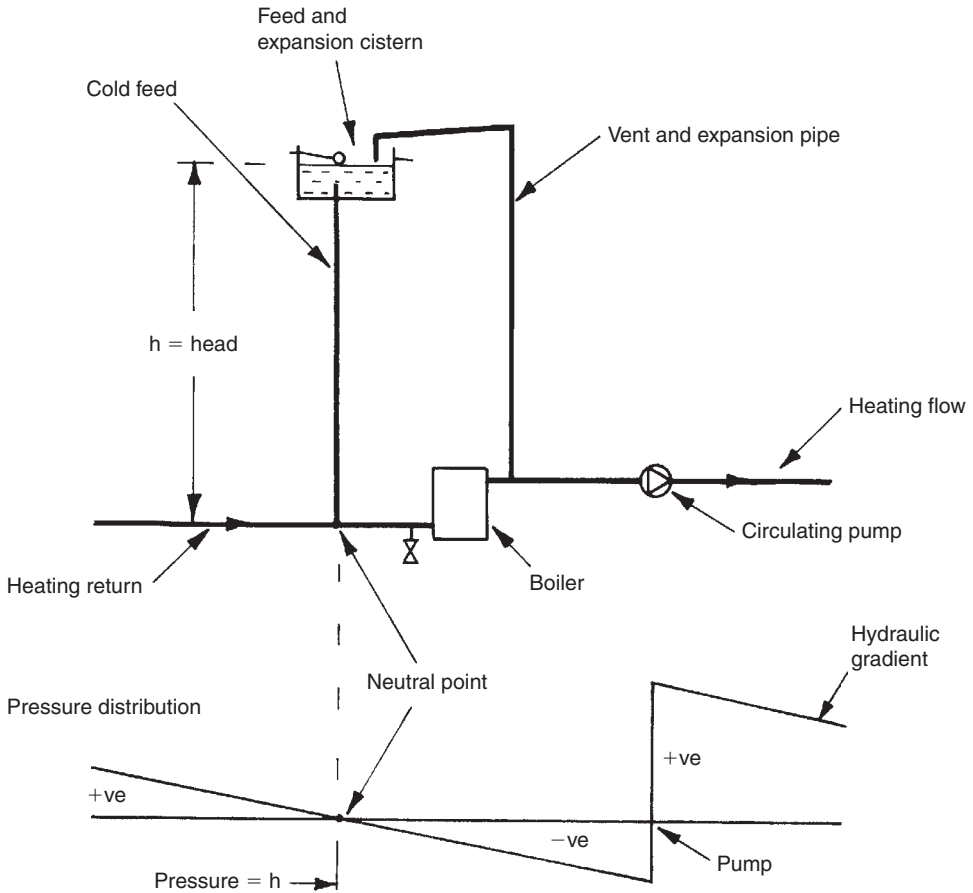 Feed and
expansion cistern
Cold feed
Vent and expansion pipe
h = head
Heating flow
Circulating pump
Boiler
Heating return
Neutral point
Hydraulic
gradient
Pressure distribution
+ve
+ve
−ve
Pump
Pressure = h